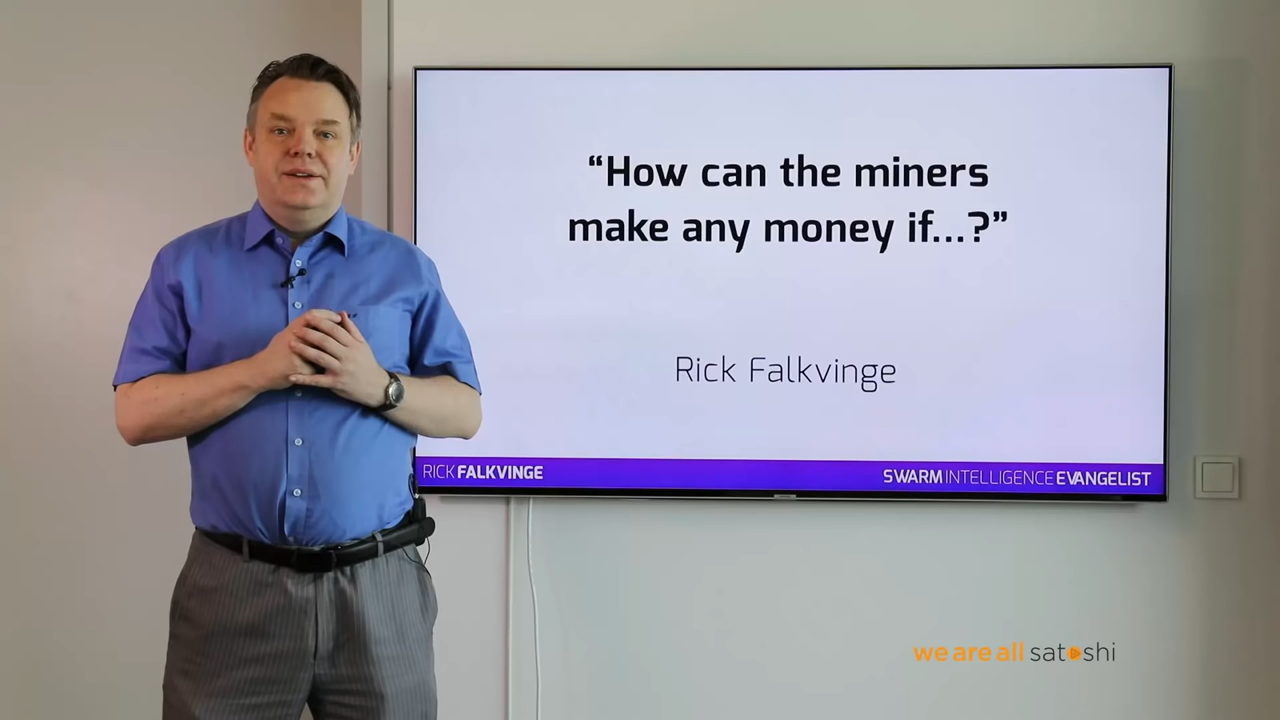 “How can the miners
make any money if...?”
Rick Falkvinge
RICK FALKVINGE
SWARM INTELLIGENCE EVANGELIST
we are all satoshi